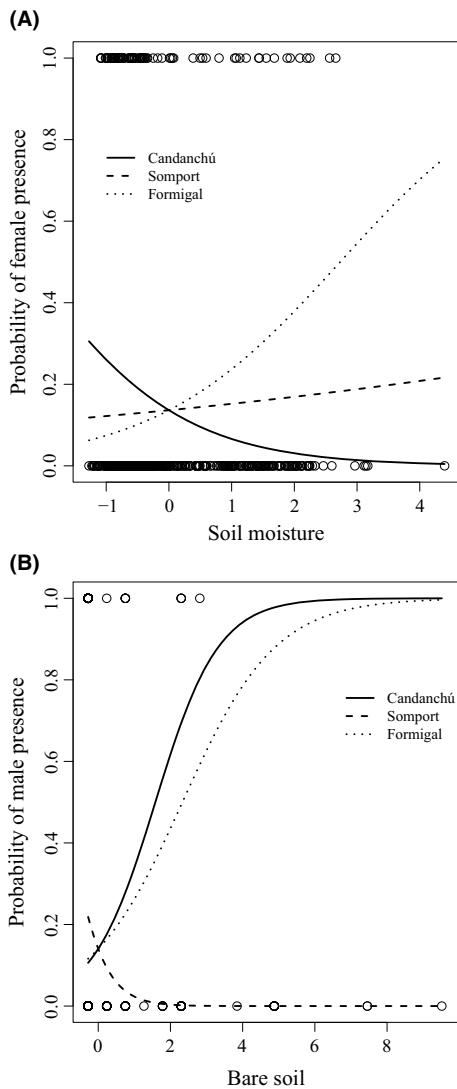 (A)
1.0
0.8
0.6
0.4
0.2
0.0
Probability of female presence
Candanchú
Somport
Formigal
−1 0 1 2 3 4
Soil moisture
(B)
1.0
0.8
0.6
0.4
0.2
0.0
Probability of male presence
Candanchú
Somport
Formigal
0 2 4 6 8
Bare soil